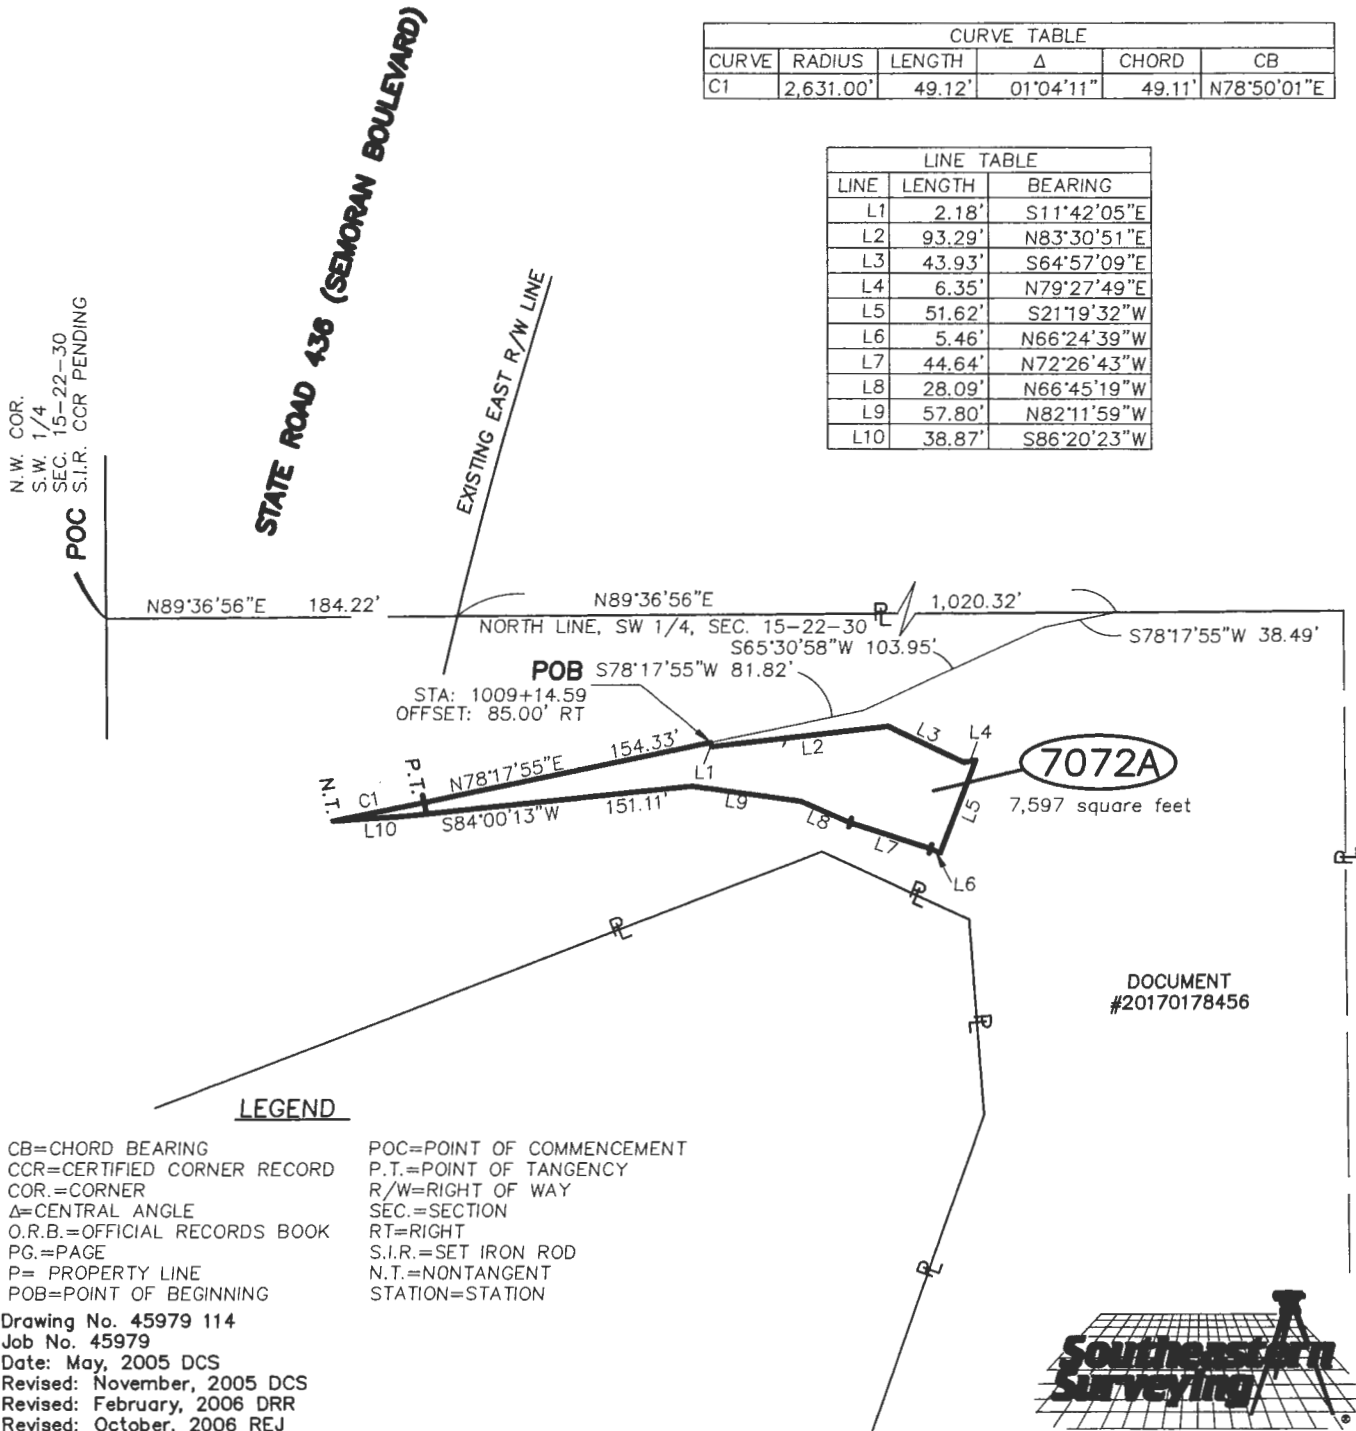 CURVE TABLE
CURVE RADIUS LENGTH Δ CHORD CB
C1 2,631.00' 49.12' 01°04'11" 49.11' N78°50'01"E
LINE TABLE
LINE LENGTH BEARING
L1 2.18' S11°42'05"E
L2 93.29' N83°30'51"E
L3 43.93' S64°57'09"E
L4 6.35' N79°27'49"E
L5 51.62' S21°19'32"W
L6 5.46' N66°24'39"W
L7 44.64' N72°26'43"W
L8 28.09' N66°45'19"W
L9 57.80' N82°11'59"W
L10 38.87' S86°20'23"W
STATE ROAD 436 (SEMORAN BOULEVARD)
EXISTING EAST R/W LINE
N.W. COR.
S.W. 1/4
SEC. 15-22-30
S.I.R. CCR PENDING
POC
N89°36'56"E 184.22'
N89°36'56"E
PL
1,020.32'
NORTH LINE, SW 1/4, SEC. 15-22-30
S78°17'55"W 38.49'
S65°30'58"W 103.95'
POB
S78°17'55"W 81.82'
STA: 1009+14.59
OFFSET: 85.00' RT
N.T.
P.T.
C1
L10
N78°17'55"E
154.33'
S84°00'13"W
151.11'
L1
L2
L3
L4
L5
L6
L7
L8
L9
7072A
7,597 square feet
PL
PL
PL
PL
PL
DOCUMENT
#20170178456
LEGEND
CB=CHORD BEARING
CCR=CERTIFIED CORNER RECORD
COR.=CORNER
Δ=CENTRAL ANGLE
O.R.B.=OFFICIAL RECORDS BOOK
PG.=PAGE
P= PROPERTY LINE
POB=POINT OF BEGINNING
POC=POINT OF COMMENCEMENT
P.T.=POINT OF TANGENCY
R/W=RIGHT OF WAY
SEC.=SECTION
RT=RIGHT
S.I.R.=SET IRON ROD
N.T.=NONTANGENT
STATION=STATION
Drawing No. 45979 114
Job No. 45979
Date: May, 2005 DCS
Revised: November, 2005 DCS
Revised: February, 2006 DRR
Revised: October, 2006 REJ
Southeastern
Surveying
®